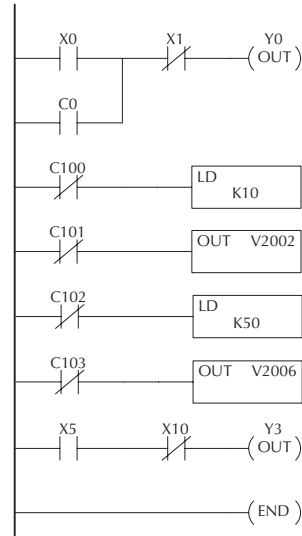 X0 X1 Y0
OUT
C0
C100
LD
K10
C101
OUT V2002
C102
LD
K50
C103
OUT V2006
X5 X10 Y3
OUT
END